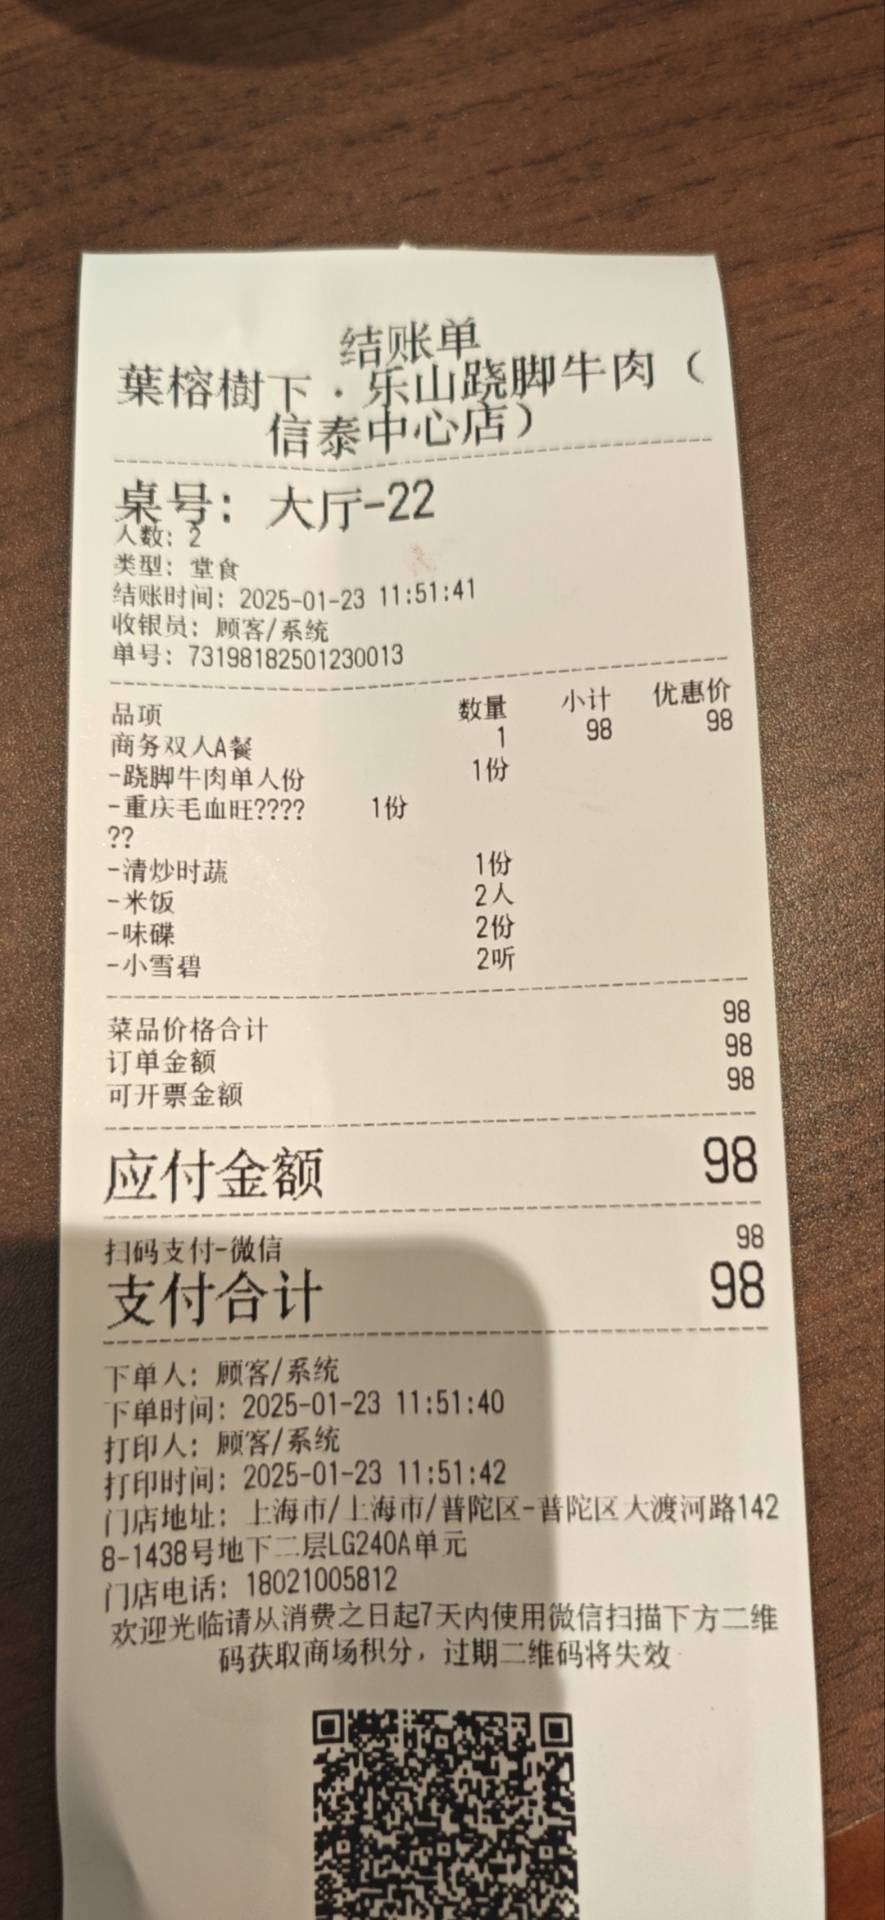 结账单
葉榕樹下·乐山跷脚牛肉（
信泰中心店）
桌号：大厅-22
人数：2
类型：堂食
结账时间：2025-01-23 11:51:41
收银员：顾客/系统
单号：73198182501230013
品项 数量 小计 优惠价
商务双人A餐 1 98 98
-跷脚牛肉单人份 1份
-重庆毛血旺???? 1份
??
-清炒时蔬 1份
-米饭 2人
-味碟 2份
-小雪碧 2听
菜品价格合计 98
订单金额 98
可开票金额 98
应付金额 98
扫码支付-微信 98
支付合计 98
下单人：顾客/系统
下单时间：2025-01-23 11:51:40
打印人：顾客/系统
打印时间：2025-01-23 11:51:42
门店地址：上海市/上海市/普陀区-普陀区大渡河路142
8-1438号地下二层LG240A单元
门店电话：18021005812
欢迎光临请从消费之日起7天内使用微信扫描下方二维
码获取商场积分，过期二维码将失效